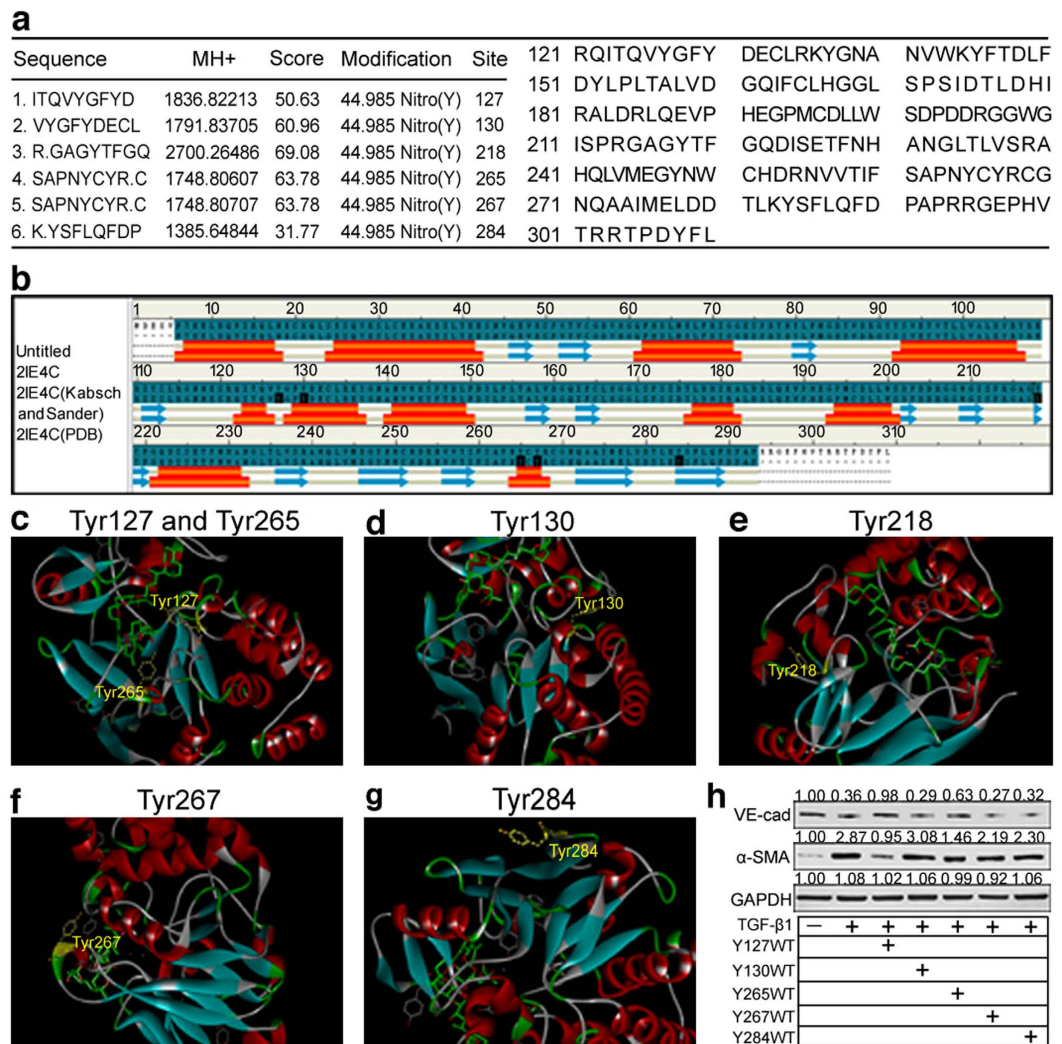 a
Sequence MH+ Score Modification Site
1. ITQVYGFYD 1836.82213 50.63 44.985 Nitro(Y) 127
2. VYGFYDECL 1791.83705 60.96 44.985 Nitro(Y) 130
3. R.GAGYTFGQ 2700.26486 69.08 44.985 Nitro(Y) 218
4. SAPNYCYR.C 1748.80607 63.78 44.985 Nitro(Y) 265
5. SAPNYCYR.C 1748.80707 63.78 44.985 Nitro(Y) 267
6. K.YSFLQFDP 1385.64844 31.77 44.985 Nitro(Y) 284
121 RQITQVYGFY DECLRKYGNA NVWKYFTDLF
151 DYLPLTALVD GQIFCLHGGL SPSIDTLDHI
181 RALDRLQEVP HEGPMCDLLW SDPDDRGGWG
211 ISPRGAGYTF GQDISETFNH ANGLTLVSRA
241 HQLVMEGYNW CHDRNVVTIF SAPNYCYRCG
271 NQAAIMELDD TLKYSFLQFD PAPRRGEPHV
301 TRRTPDYFL
b
1 10 20 30 40 50 60 70 80 90 100
Untitled
2IE4C
110 120 130 140 150 160 170 180 190 200 210
2IE4C(Kabsch
and Sander)
2IE4C(PDB)
220 230 240 250 260 270 280 290 300 310
c Tyr127 and Tyr265
Tyr127
Tyr265
d Tyr130
Tyr130
e Tyr218
Tyr218
f Tyr267
Tyr267
g Tyr284
Tyr284
h
1.00 0.36 0.98 0.29 0.63 0.27 0.32
VE-cad
1.00 2.87 0.95 3.08 1.46 2.19 2.30
α-SMA
1.00 1.08 1.02 1.06 0.99 0.92 1.06
GAPDH
TGF-β1 — + + + + + +
Y127WT +
Y130WT +
Y265WT +
Y267WT +
Y284WT +